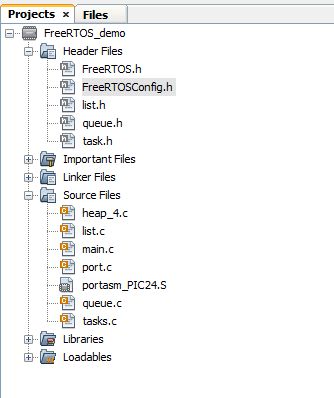 Projects × Files
FreeRTOS_demo
Header Files
FreeRTOS.h
FreeRTOSConfig.h
list.h
queue.h
task.h
Important Files
Linker Files
Source Files
heap_4.c
list.c
main.c
port.c
portasm_PIC24.S
queue.c
tasks.c
Libraries
Loadables